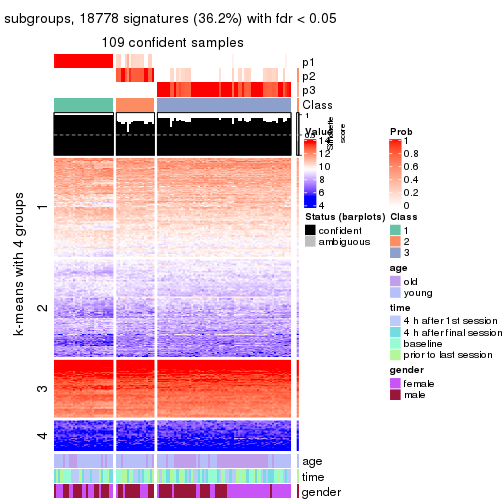 subgroups, 18778 signatures (36.2%) with fdr < 0.05
109 confident samples
p1
p2
p3
Class
1
score
Value
14
12
10
8
6
4
Prob
1
0.8
0.6
0.4
0.2
0
Status (barplots)
confident
ambiguous
Class
1
2
3
age
old
young
time
4 h after 1st session
4 h after final session
baseline
prior to last session
gender
female
male
k-means with 4 groups
1
2
3
4
age
time
gender